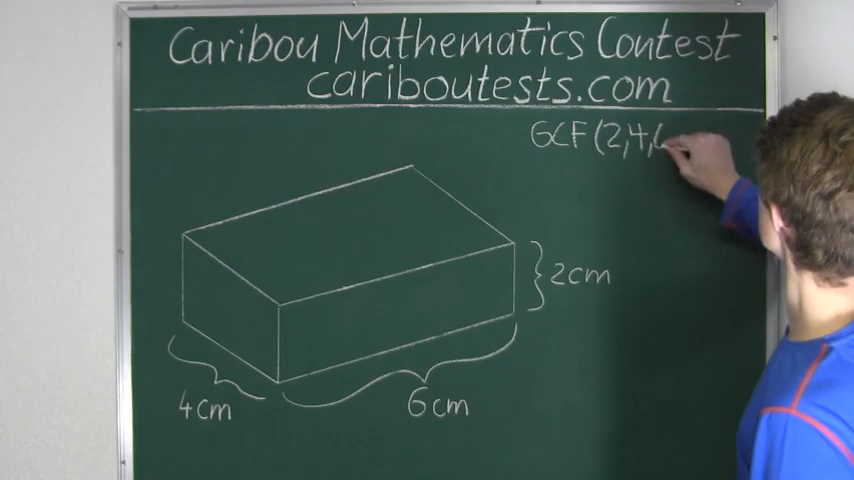 Caribou Mathematics Contest
cariboutests.com
GCF (2,4,
2cm
4cm
6cm